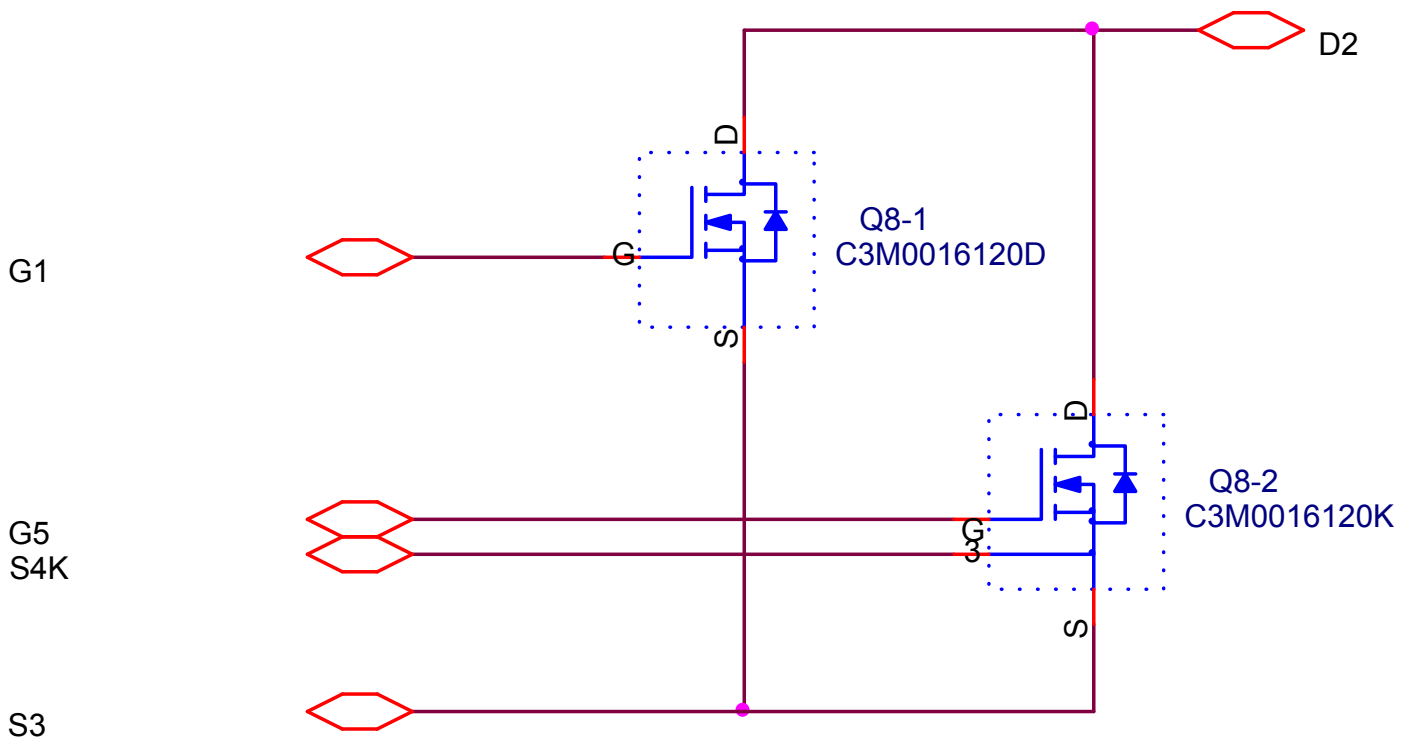 D2
D
Q8-1
C3M0016120D
G
G1
S
D
Q8-2
C3M0016120K
G
G5
3
S4K
S
S3